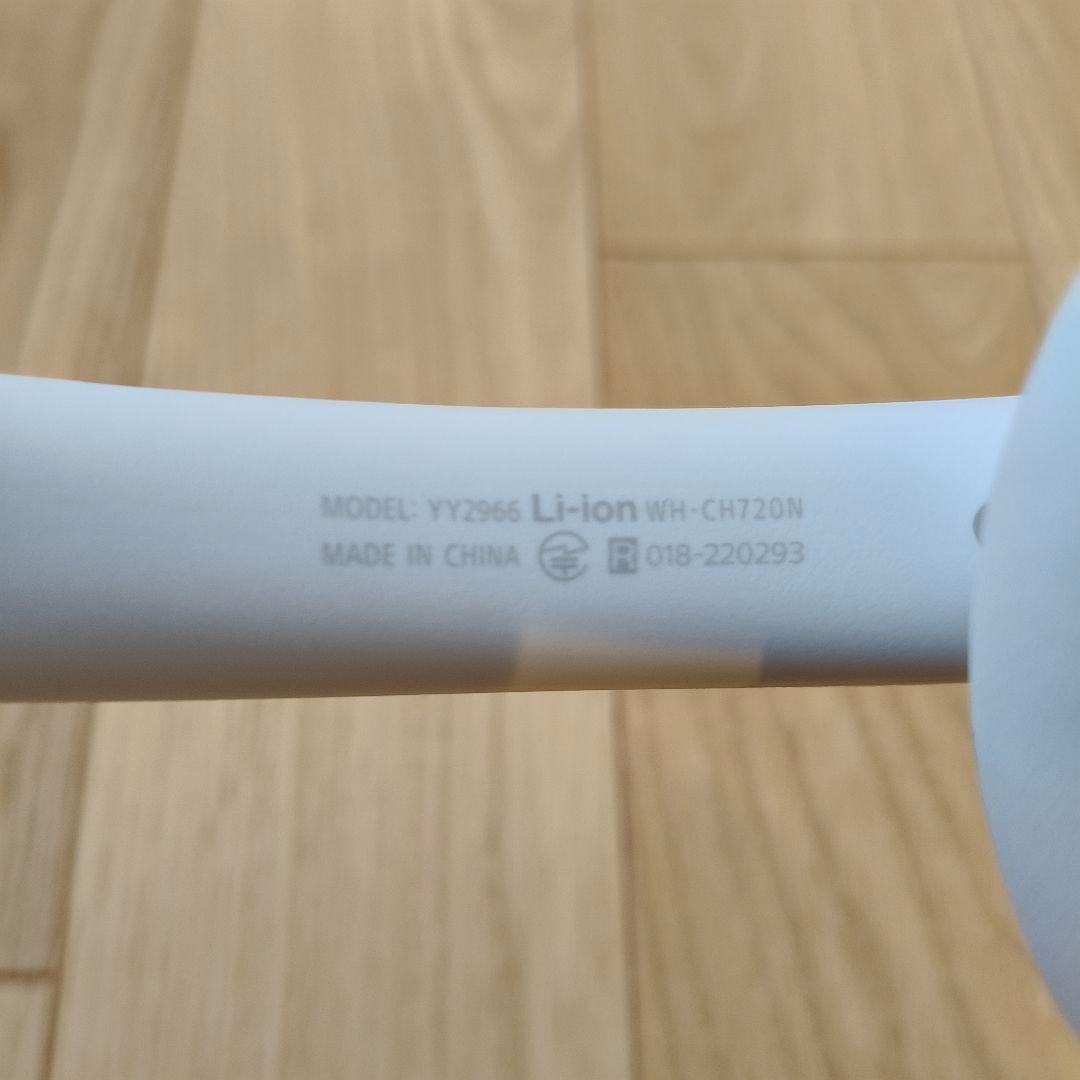 MODEL: YY2966 Li-ion WH-CH720N
MADE IN CHINA R 018-220293